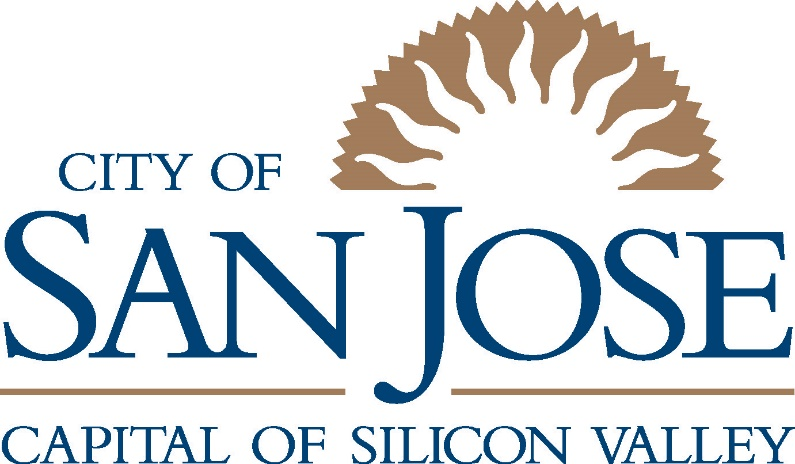 CITY OF
SAN JOSE
CAPITAL OF SILICON VALLEY